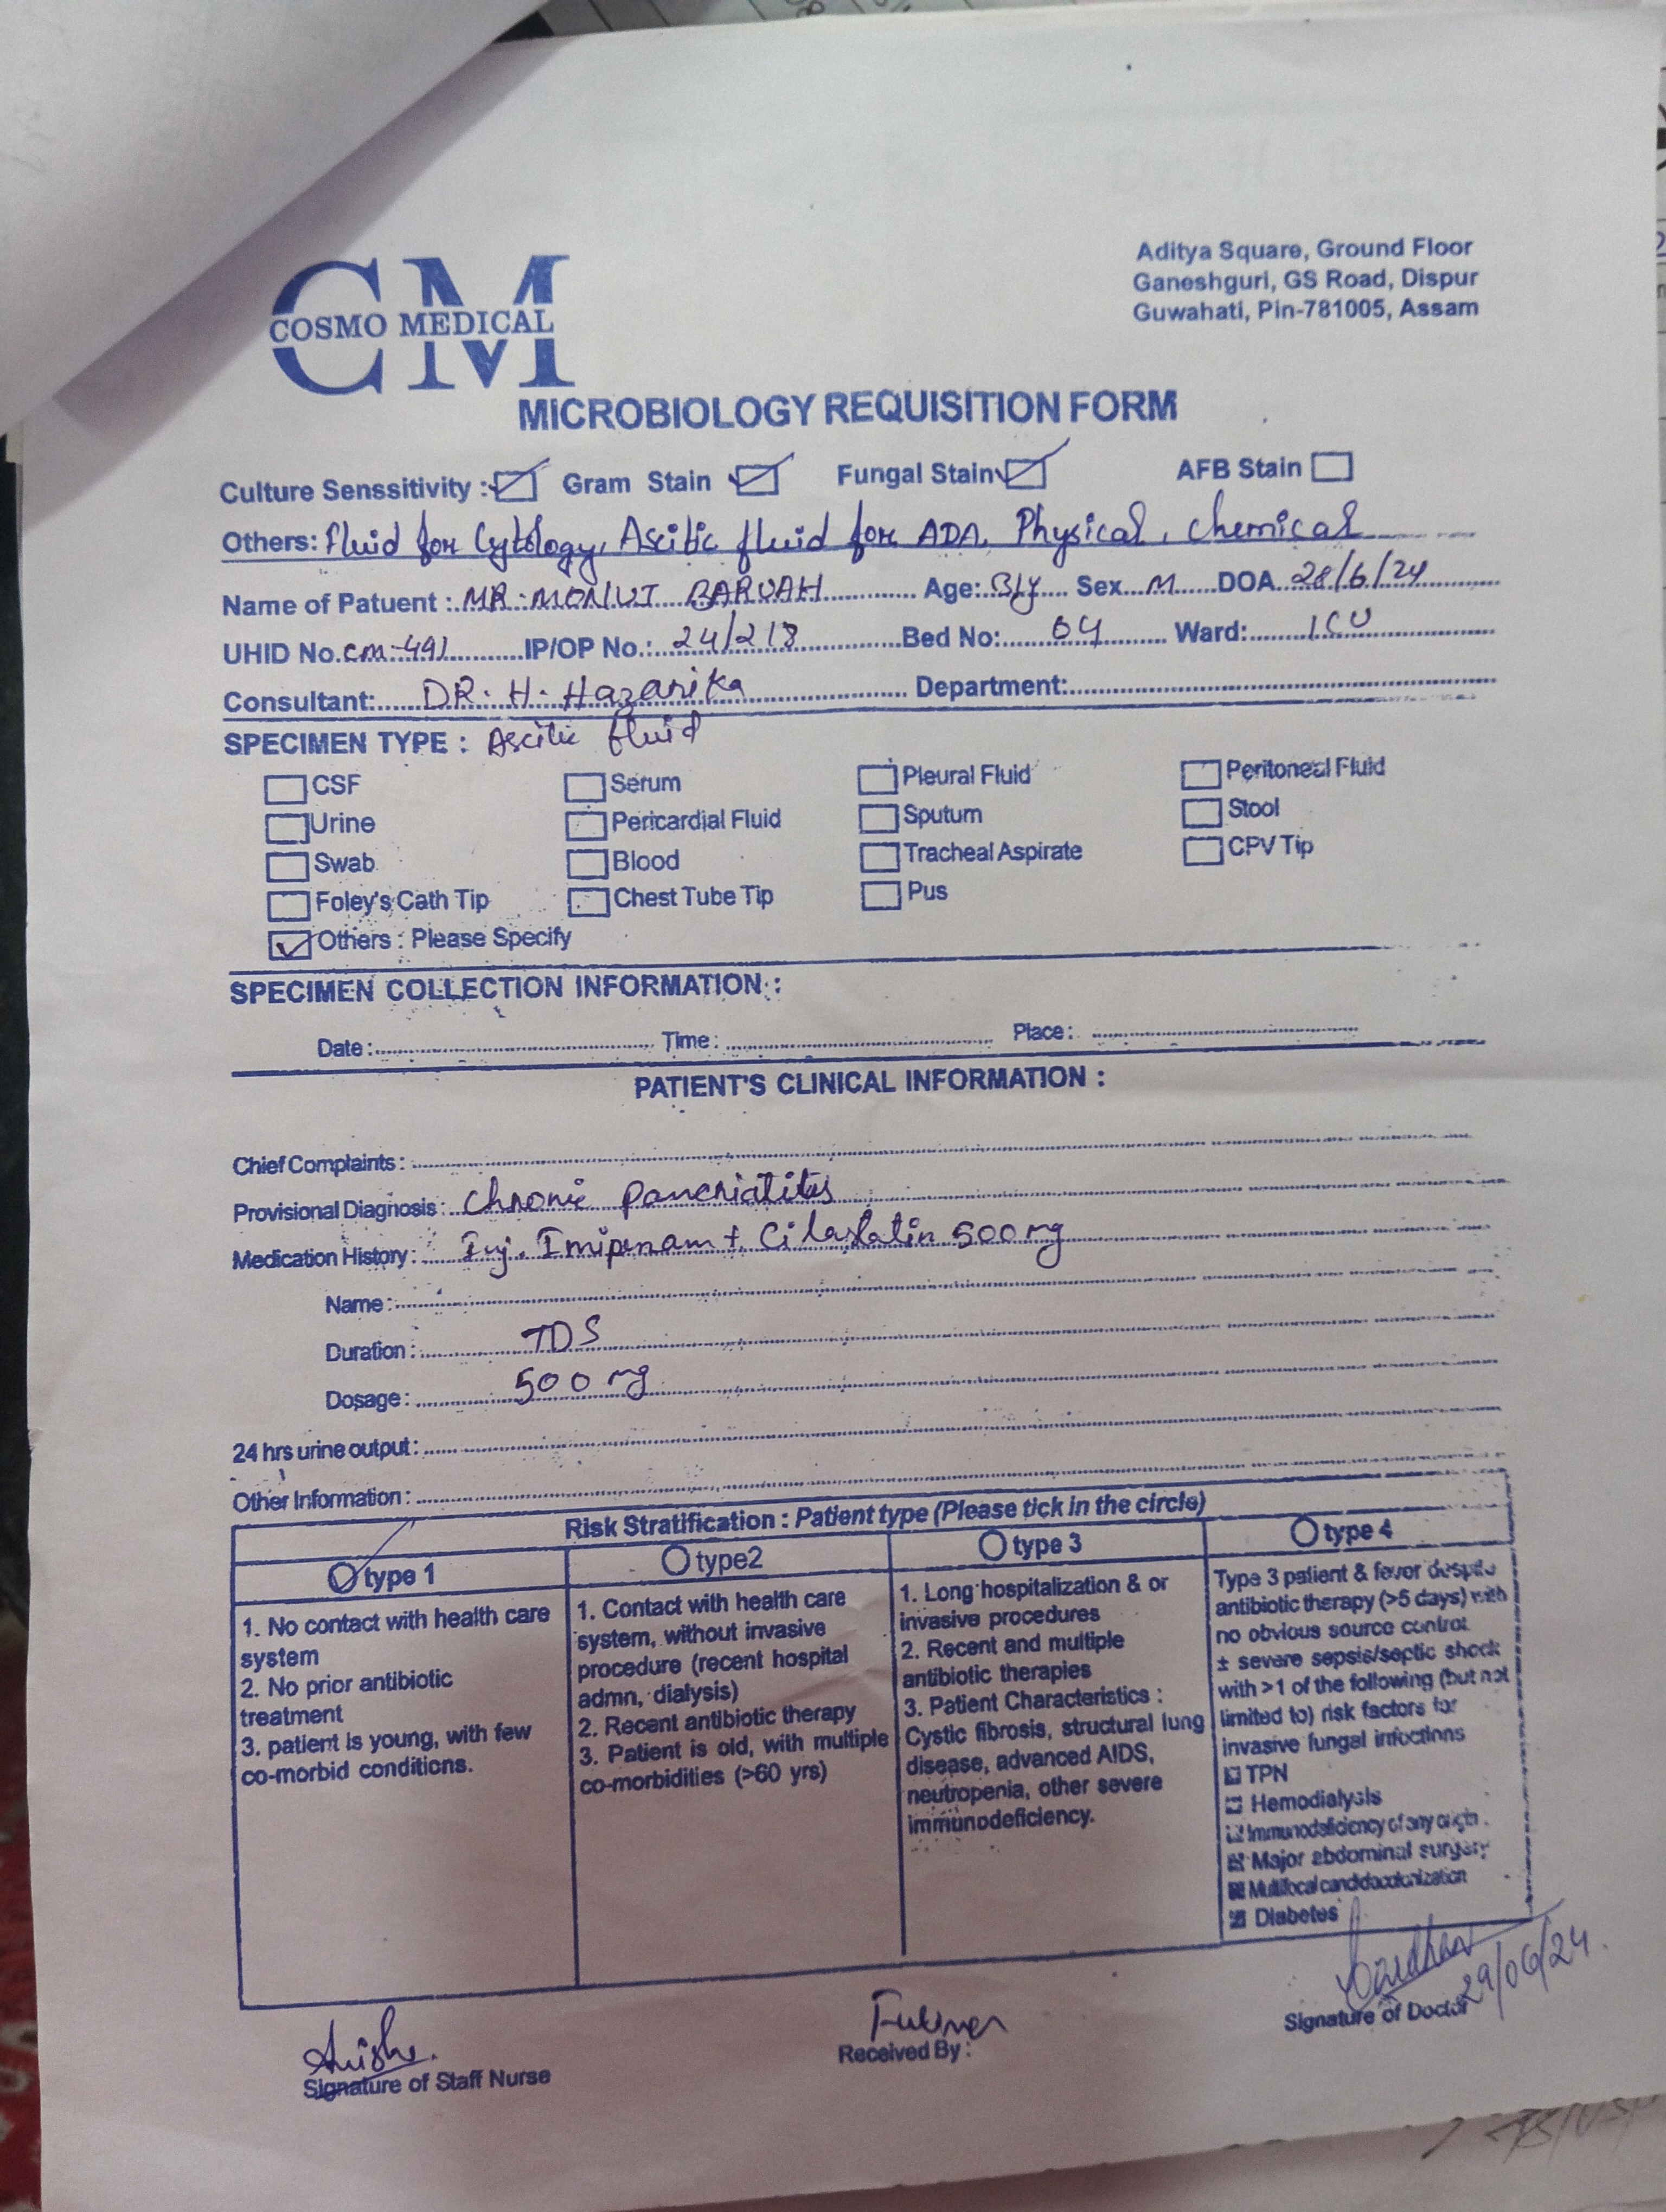 CM
COSMO MEDICAL
Aditya Square, Ground Floor
Ganeshguri, GS Road, Dispur
Guwahati, Pin-781005, Assam
MICROBIOLOGY REQUISITION FORM
Culture Senssitivity : Gram Stain Fungal Stain AFB Stain
Others: Fluid for Cytology, Ascitic fluid for ADA, Physical, Chemical
Name of Patuent : MR. BARUAH Age: Sex M DOA 28/6/24
UHID No. CM-491 IP/OP No.: 24/218 Bed No: 04 Ward: ICU
Consultant: DR. H. Hazarika Department:
SPECIMEN TYPE : Ascitic fluid
CSF Serum Pleural Fluid Peritoneal Fluid
Urine Pericardial Fluid Sputum Stool
Swab Blood Tracheal Aspirate CPV Tip
Foley's Cath Tip Chest Tube Tip Pus
Others : Please Specify
SPECIMEN COLLECTION INFORMATION :
Date : Time : Place :
PATIENT'S CLINICAL INFORMATION :
Chief Complaints :
Provisional Diagnosis : Chronic pancriatitis
Medication History : Inj. Imipenam + Cilastatin 500 mg
Name :
Duration : TDS
Dosage : 500 mg
24 hrs urine output :
Other Information :
Risk Stratification : Patient type (Please tick in the circle)
type 1
1. No contact with health care
system
2. No prior antibiotic
treatment
3. patient is young, with few
co-morbid conditions.
type2
1. Contact with health care
system, without invasive
procedure (recent hospital
admn, dialysis)
2. Recent antibiotic therapy
3. Patient is old, with multiple
co-morbidities (>60 yrs)
type 3
1. Long hospitalization & or
invasive procedures
2. Recent and multiple
antibiotic therapies
3. Patient Characteristics :
Cystic fibrosis, structural lung
disease, advanced AIDS,
neutropenia, other severe
immunodeficiency.
type 4
Type 3 patient & fever despite
antibiotic therapy (>5 days) with
no obvious source control
± severe sepsis/septic shock
with >1 of the following (but not
limited to) risk factors for
invasive fungal infections
TPN
Hemodialysis
Immunodeficiency of any origin.
Major abdominal surgery
Multifocal candida colonization
Diabetes
29/06/24.
Signature of Doctor
Received By :
Signature of Staff Nurse